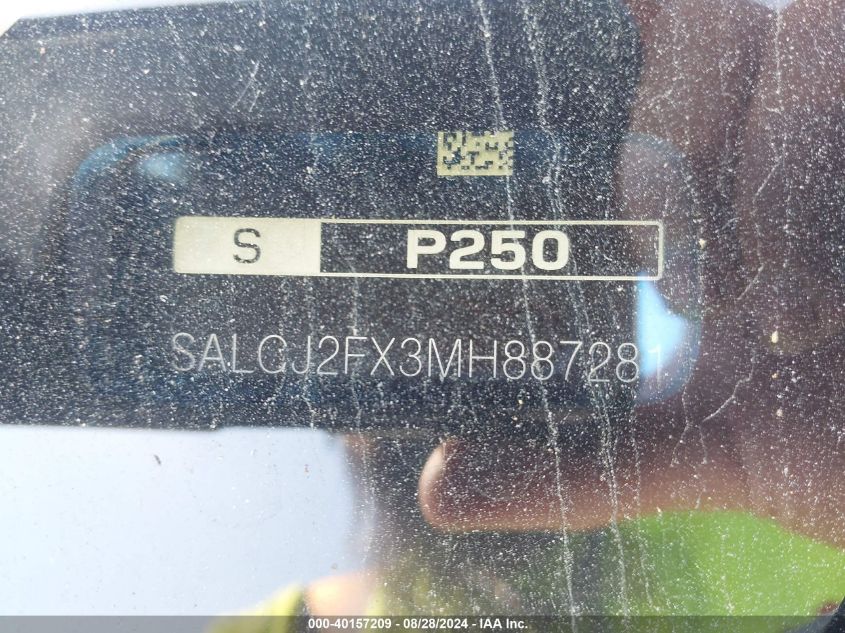 S P250
SALCJ2FX3MH887281
000-40157209 - 08/28/2024 - IAA Inc.